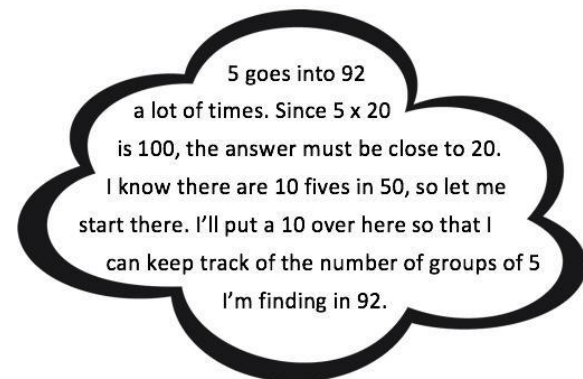 5 goes into 92
a lot of times. Since 5 x 20
is 100, the answer must be close to 20.
I know there are 10 fives in 50, so let me
start there. I’ll put a 10 over here so that I
can keep track of the number of groups of 5
I’m finding in 92.